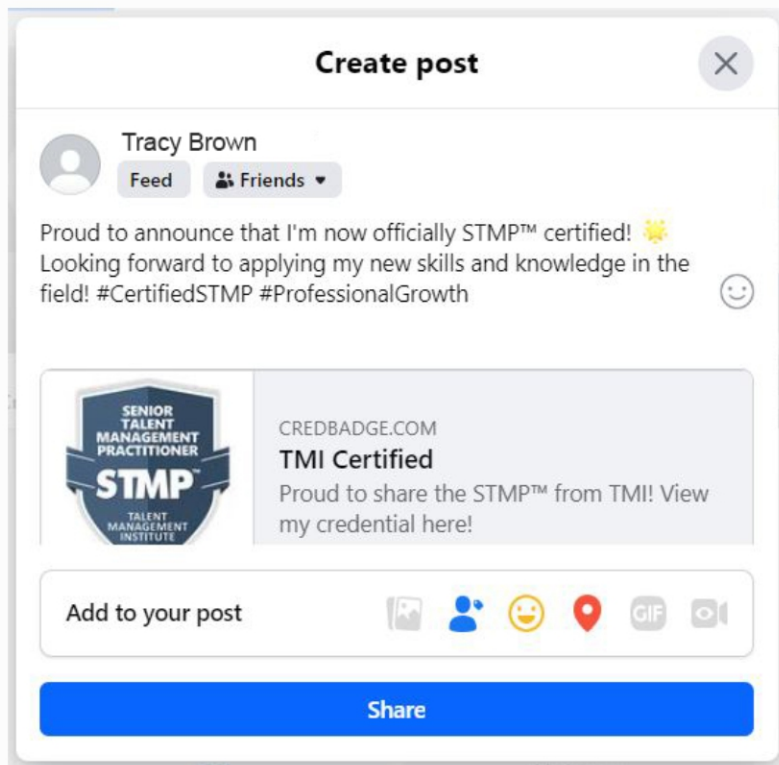 Create post
Tracy Brown
Feed
Friends
Proud to announce that I'm now officially STMP™ certified! 🌟
Looking forward to applying my new skills and knowledge in the
field! #CertifiedSTMP #ProfessionalGrowth
SENIOR
TALENT
MANAGEMENT
PRACTITIONER
STMP™
TALENT
MANAGEMENT
INSTITUTE
CREDBADGE.COM
TMI Certified
Proud to share the STMP™ from TMI! View
my credential here!
Add to your post
GIF
Share